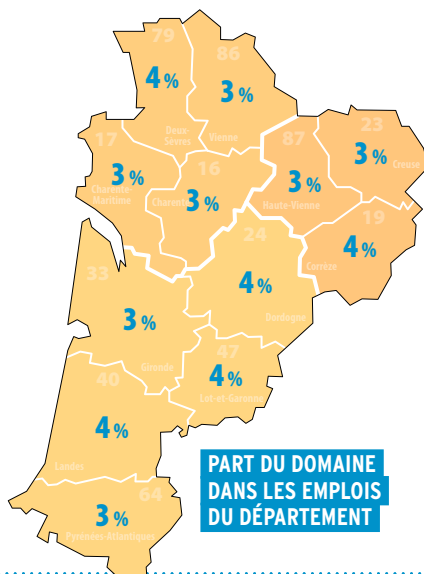 79
4 %
Deux-
Sèvres
86
3 %
Vienne
17
3 %
Charente-
Maritime
16
3 %
Charente
87
3 %
Haute-Vienne
23
3 %
Creuse
19
4 %
Corrèze
24
4 %
Dordogne
33
3 %
Gironde
47
4 %
Lot-et-Garonne
40
4 %
Landes
64
3 %
Pyrénées-Atlantiques
PART DU DOMAINE
DANS LES EMPLOIS
DU DÉPARTEMENT